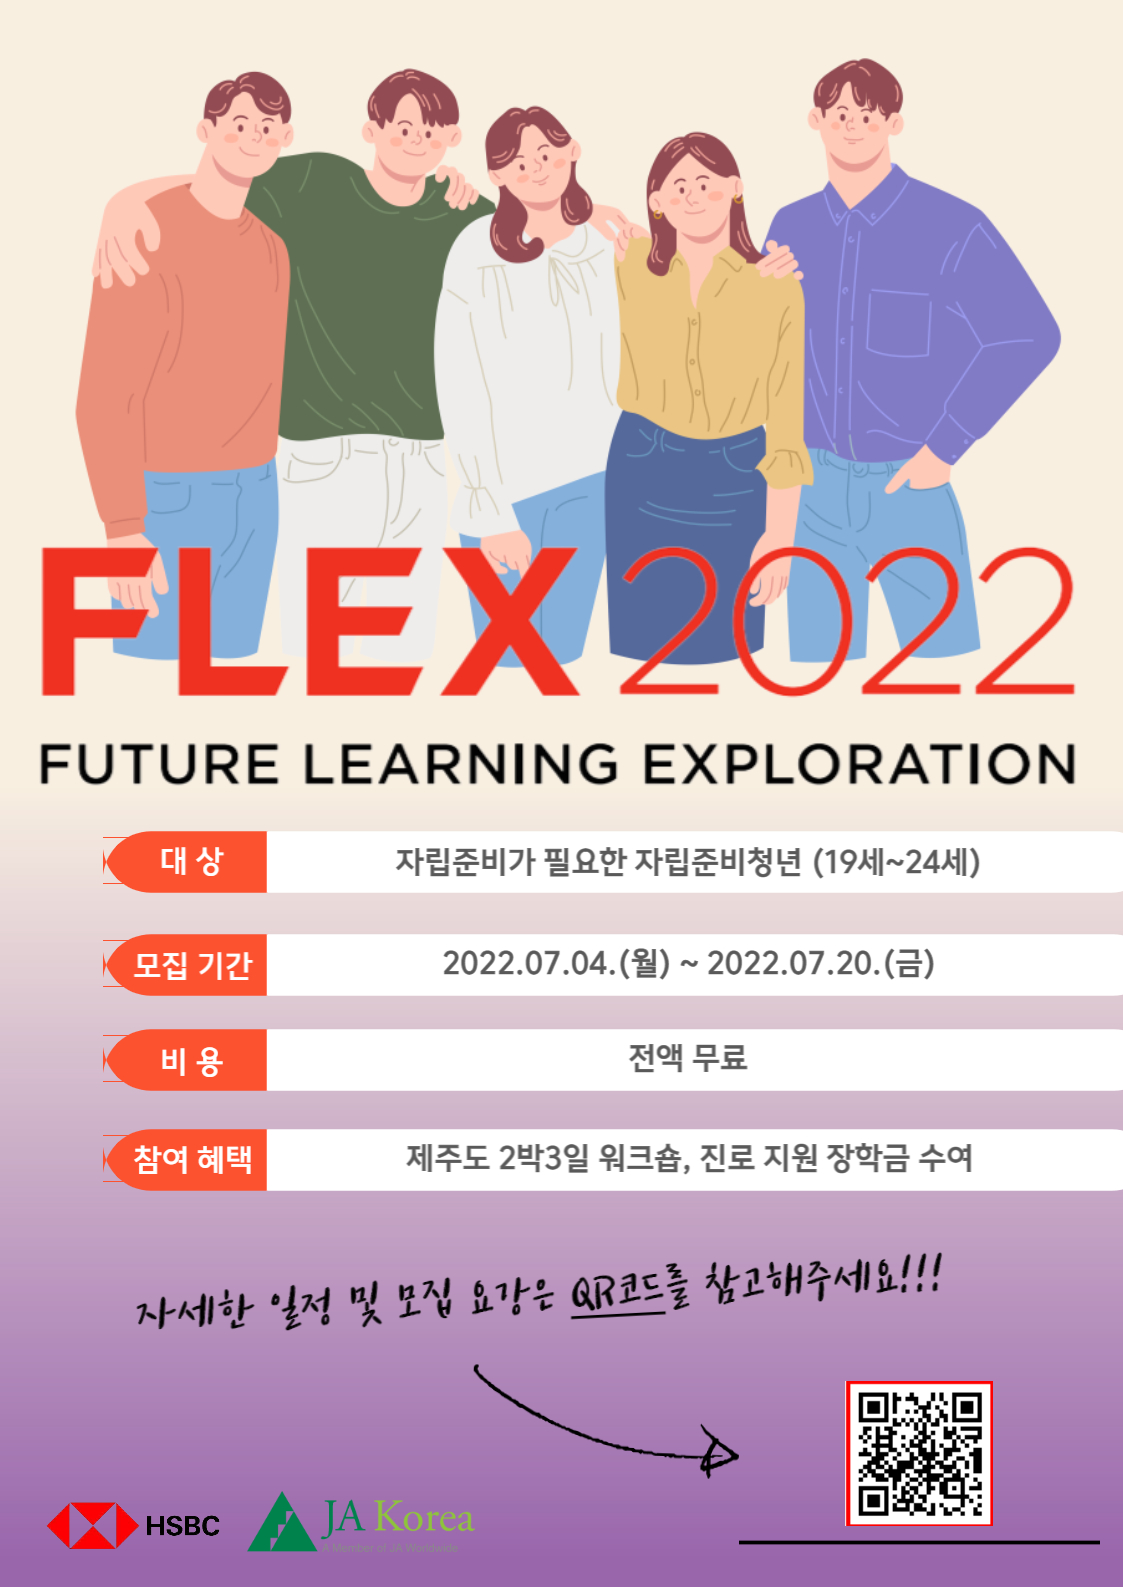 FLEX 2022
FUTURE LEARNING EXPLORATION
대 상
자립준비가 필요한 자립준비청년 (19세~24세)
모집 기간
2022.07.04.(월) ~ 2022.07.20.(금)
비 용
전액 무료
참여 혜택
제주도 2박3일 워크숍, 진로 지원 장학금 수여
자세한 일정 및 모집 요강은 QR코드를 참고해주세요!!!
HSBC
JA Korea
A Member of JA Worldwide